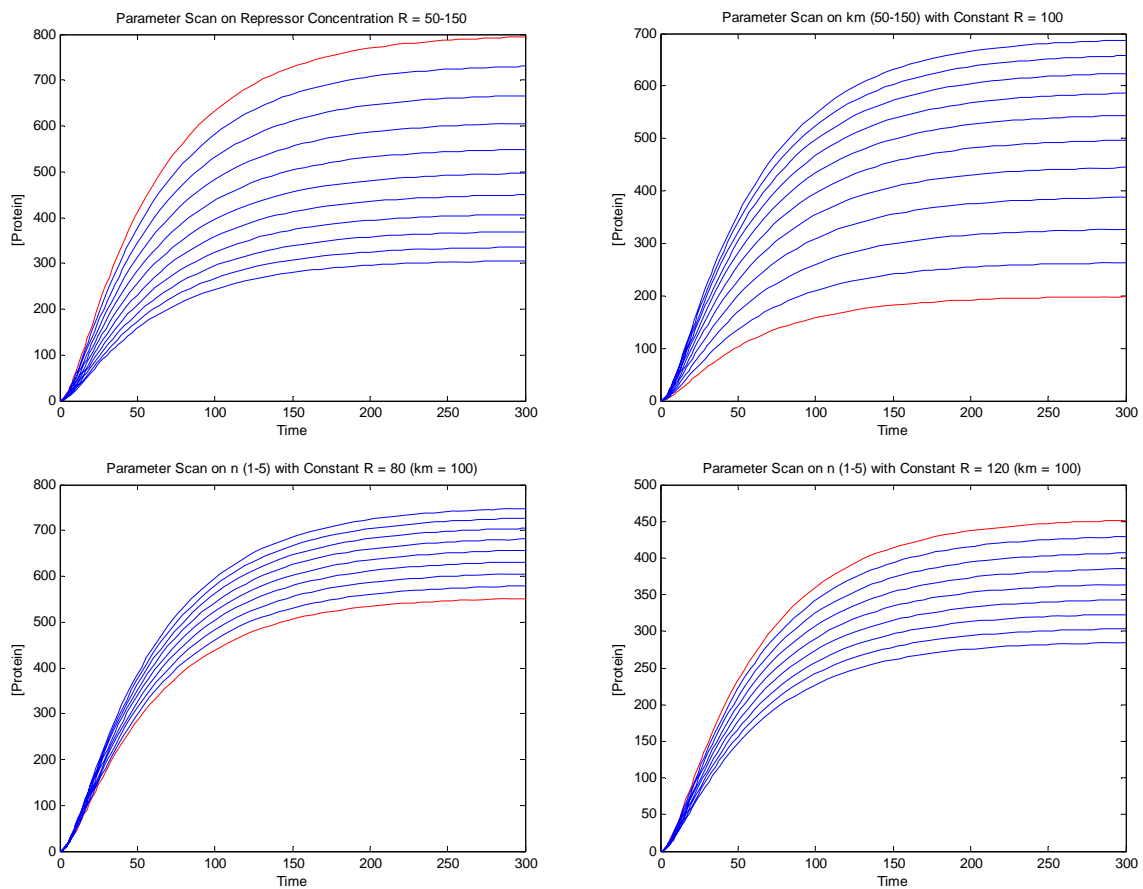 Parameter Scan on Repressor Concentration R = 50-150
800
700
600
500
400
300
200
100
0
[Protein]
0 50 100 150 200 250 300
Time
Parameter Scan on km (50-150) with Constant R = 100
700
600
500
400
300
200
100
0
[Protein]
0 50 100 150 200 250 300
Time
Parameter Scan on n (1-5) with Constant R = 80 (km = 100)
800
700
600
500
400
300
200
100
0
[Protein]
0 50 100 150 200 250 300
Time
Parameter Scan on n (1-5) with Constant R = 120 (km = 100)
500
450
400
350
300
250
200
150
100
50
0
[Protein]
0 50 100 150 200 250 300
Time